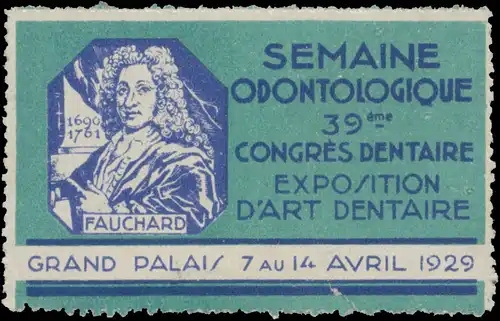 SEMAINE
ODONTOLOGIQUE
39ème
CONGRÈS DENTAIRE
EXPOSITION
D'ART DENTAIRE
1690
1761
FAUCHARD
GRAND PALAIS 7 AU 14 AVRIL 1929